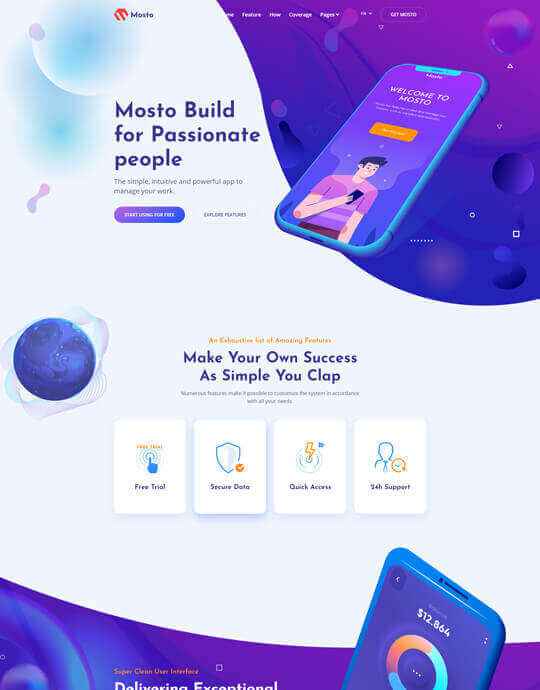 Mosto
Feature
How
Coverage
Pages
EN
GET MOSTO
Mosto
WELCOME TO
MOSTO
Mosto Build
for Passionate
people
The simple, intuitive and powerful app to
manage your work.
START USING FOR FREE
EXPLORE FEATURES
An Exhaustive list of Amazing Features
Make Your Own Success
As Simple You Clap
Numerous features make it possible to customize the system in accordance
with all your needs.
FREE TRIAL
Free Trial
Secure Data
Quick Access
24h Support
$12.864
Super Clean User Interface
Delivering Exceptional